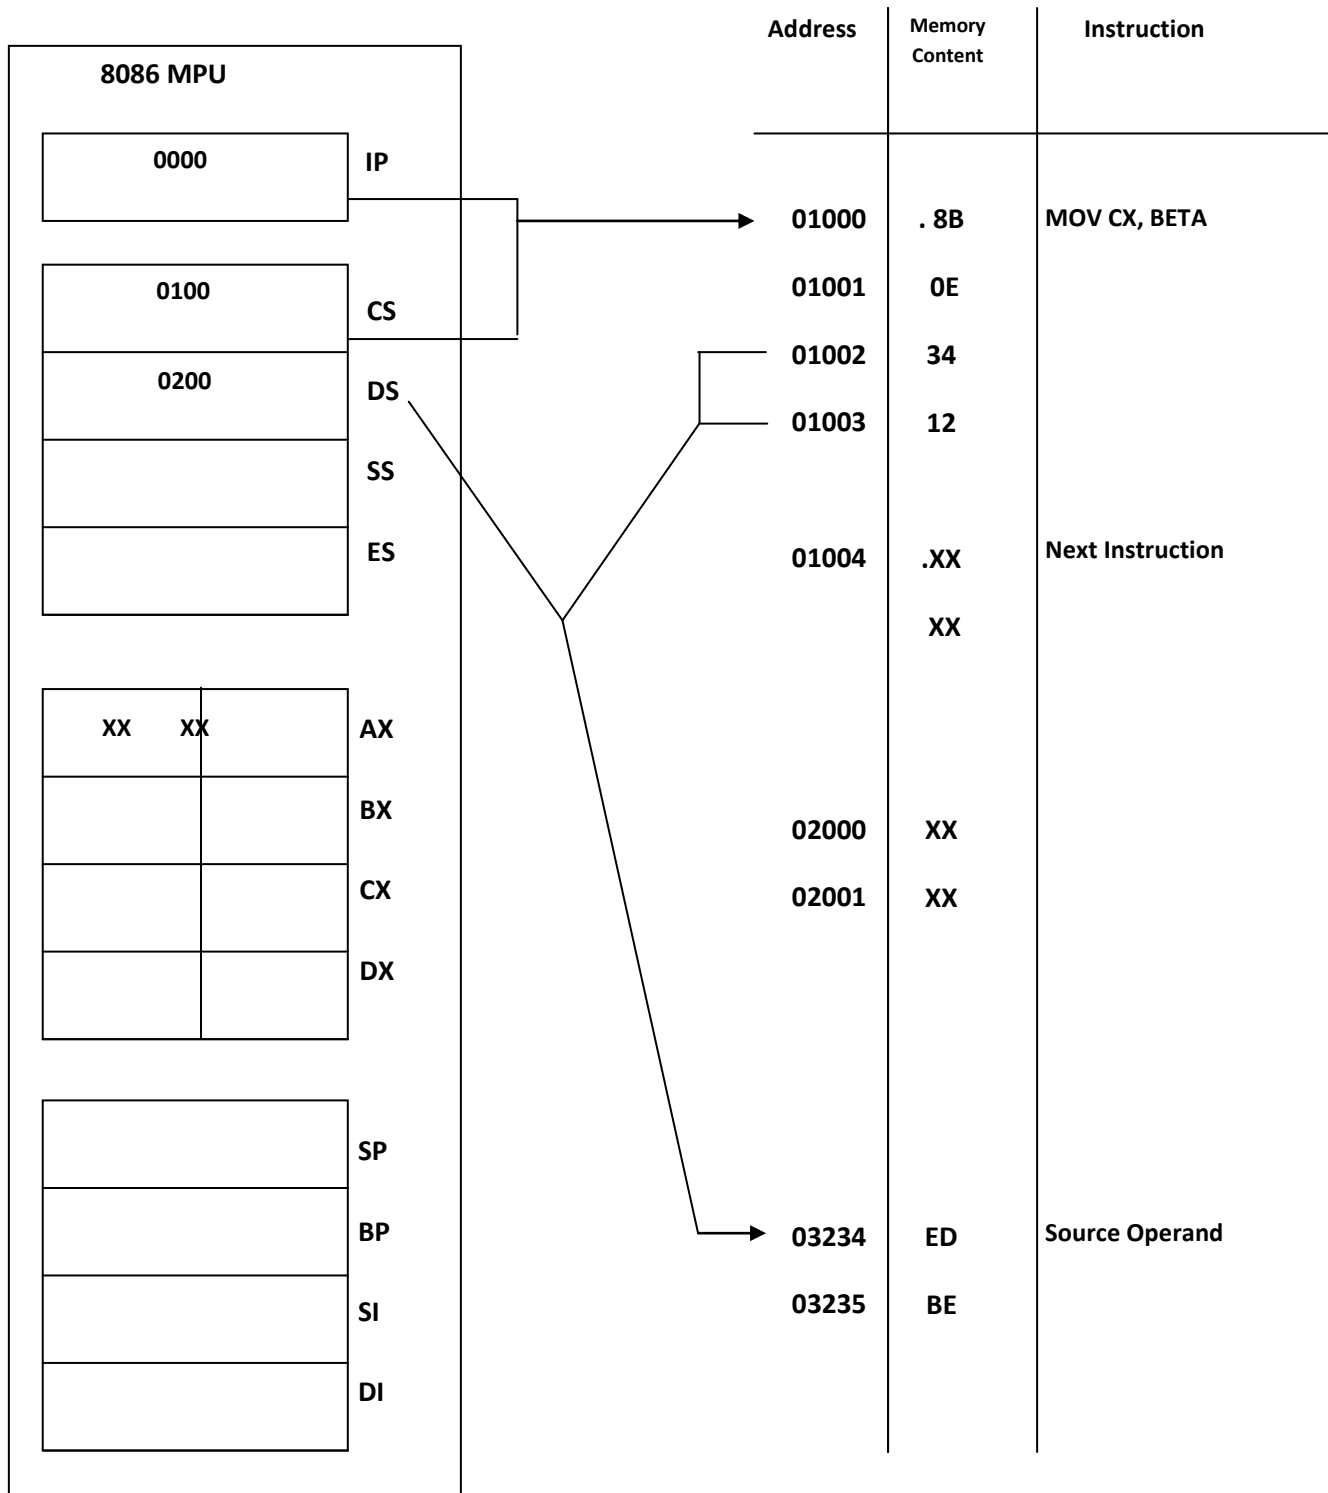 8086 MPU
0000
IP
0100
CS
0200
DS
SS
ES
XX XX
AX
BX
CX
DX
SP
BP
SI
DI
Address Memory Content Instruction
01000 . 8B MOV CX, BETA
01001 0E
01002 34
01003 12
01004 .XX Next Instruction
XX
02000 XX
02001 XX
03234 ED Source Operand
03235 BE